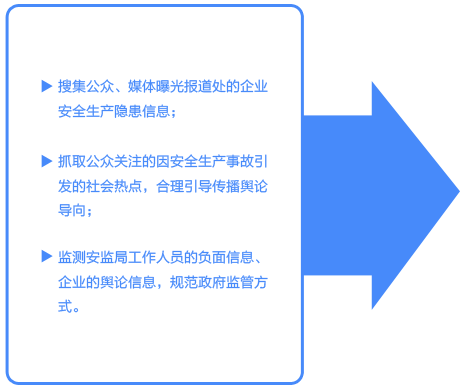 ▶ 搜集公众、媒体曝光报道处的企业
安全生产隐患信息；
▶ 抓取公众关注的因安全生产事故引
发的社会热点，合理引导传播舆论
导向；
▶ 监测安监局工作人员的负面信息、
企业的舆论信息，规范政府监管方
式。